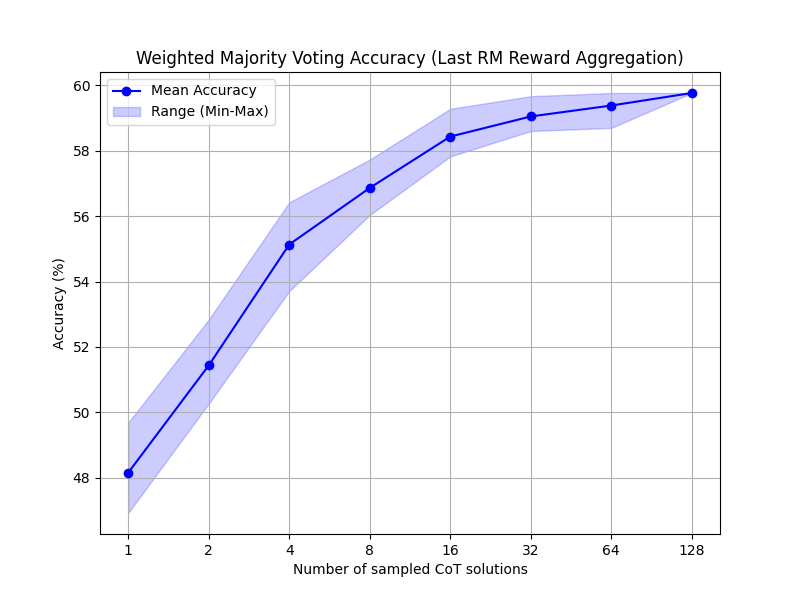 Weighted Majority Voting Accuracy (Last RM Reward Aggregation)
Mean Accuracy
Range (Min-Max)
60
58
56
54
52
50
48
Accuracy (%)
1 2 4 8 16 32 64 128
Number of sampled CoT solutions